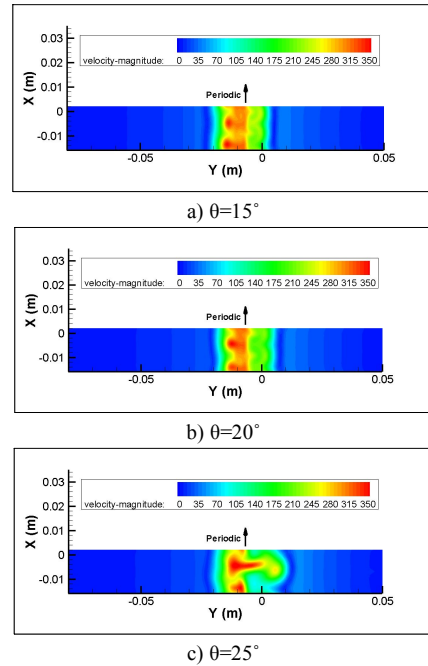 0.03
0.02
0.01
0
-0.01
X (m)
velocity-magnitude: 0 35 70 105 140 175 210 245 280 315 350
Periodic
-0.05 0 0.05
Y (m)
a) θ=15˚
0.03
0.02
0.01
0
-0.01
X (m)
velocity-magnitude: 0 35 70 105 140 175 210 245 280 315 350
Periodic
-0.05 0 0.05
Y (m)
b) θ=20˚
0.03
0.02
0.01
0
-0.01
X (m)
velocity-magnitude: 0 35 70 105 140 175 210 245 280 315 350
Periodic
-0.05 0 0.05
Y (m)
c) θ=25˚